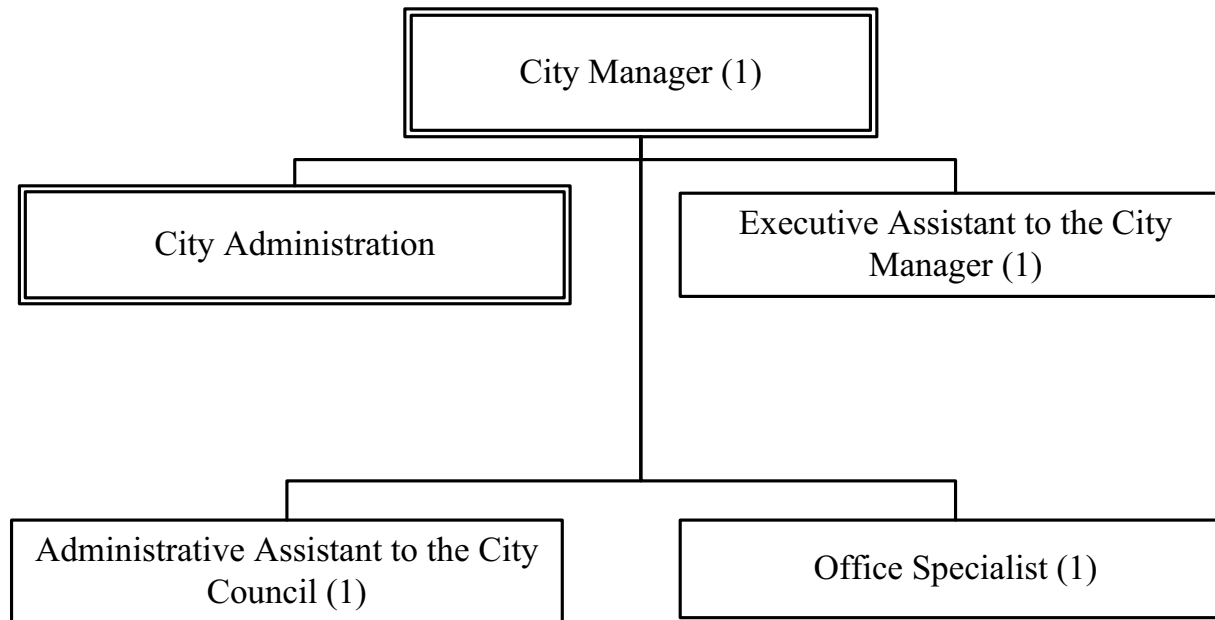 City Manager (1)
City Administration
Executive Assistant to the City
Manager (1)
Administrative Assistant to the City
Council (1)
Office Specialist (1)